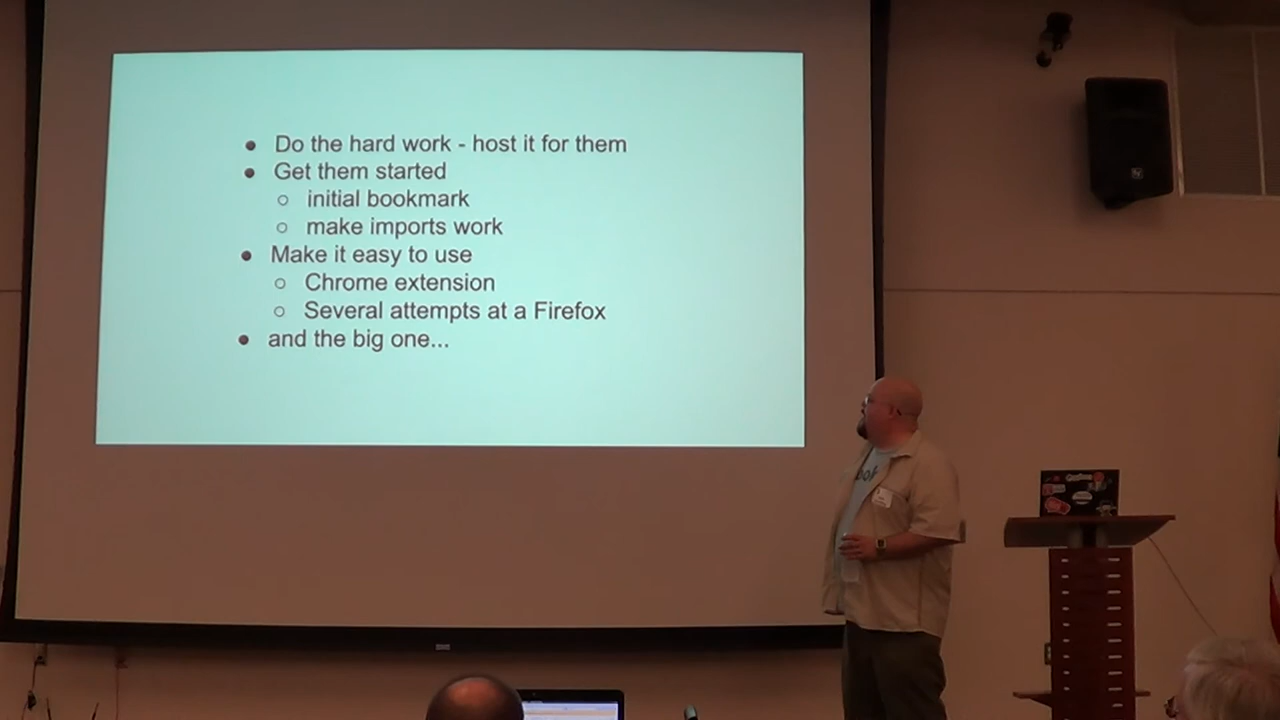 Do the hard work - host it for them
Get them started
initial bookmark
make imports work
Make it easy to use
Chrome extension
Several attempts at a Firefox
and the big one...